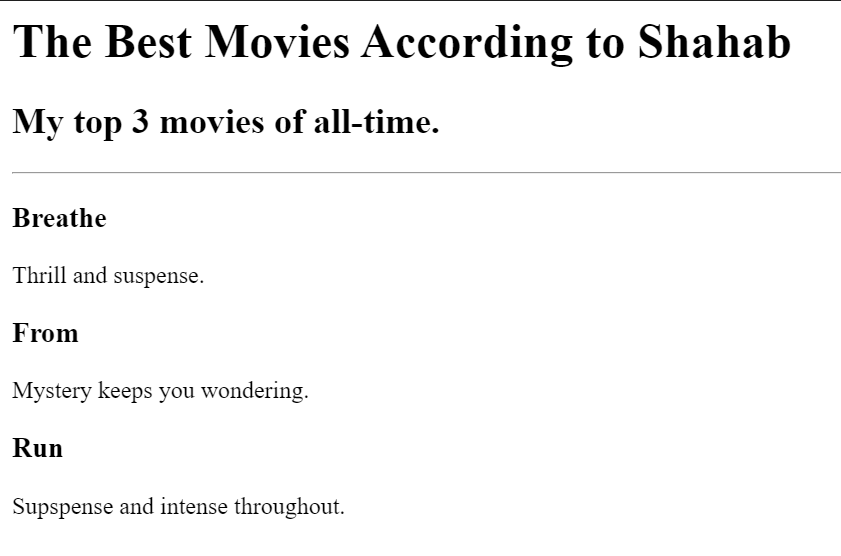 The Best Movies According to Shahab
My top 3 movies of all-time.
Breathe
Thrill and suspense.
From
Mystery keeps you wondering.
Run
Supspense and intense throughout.